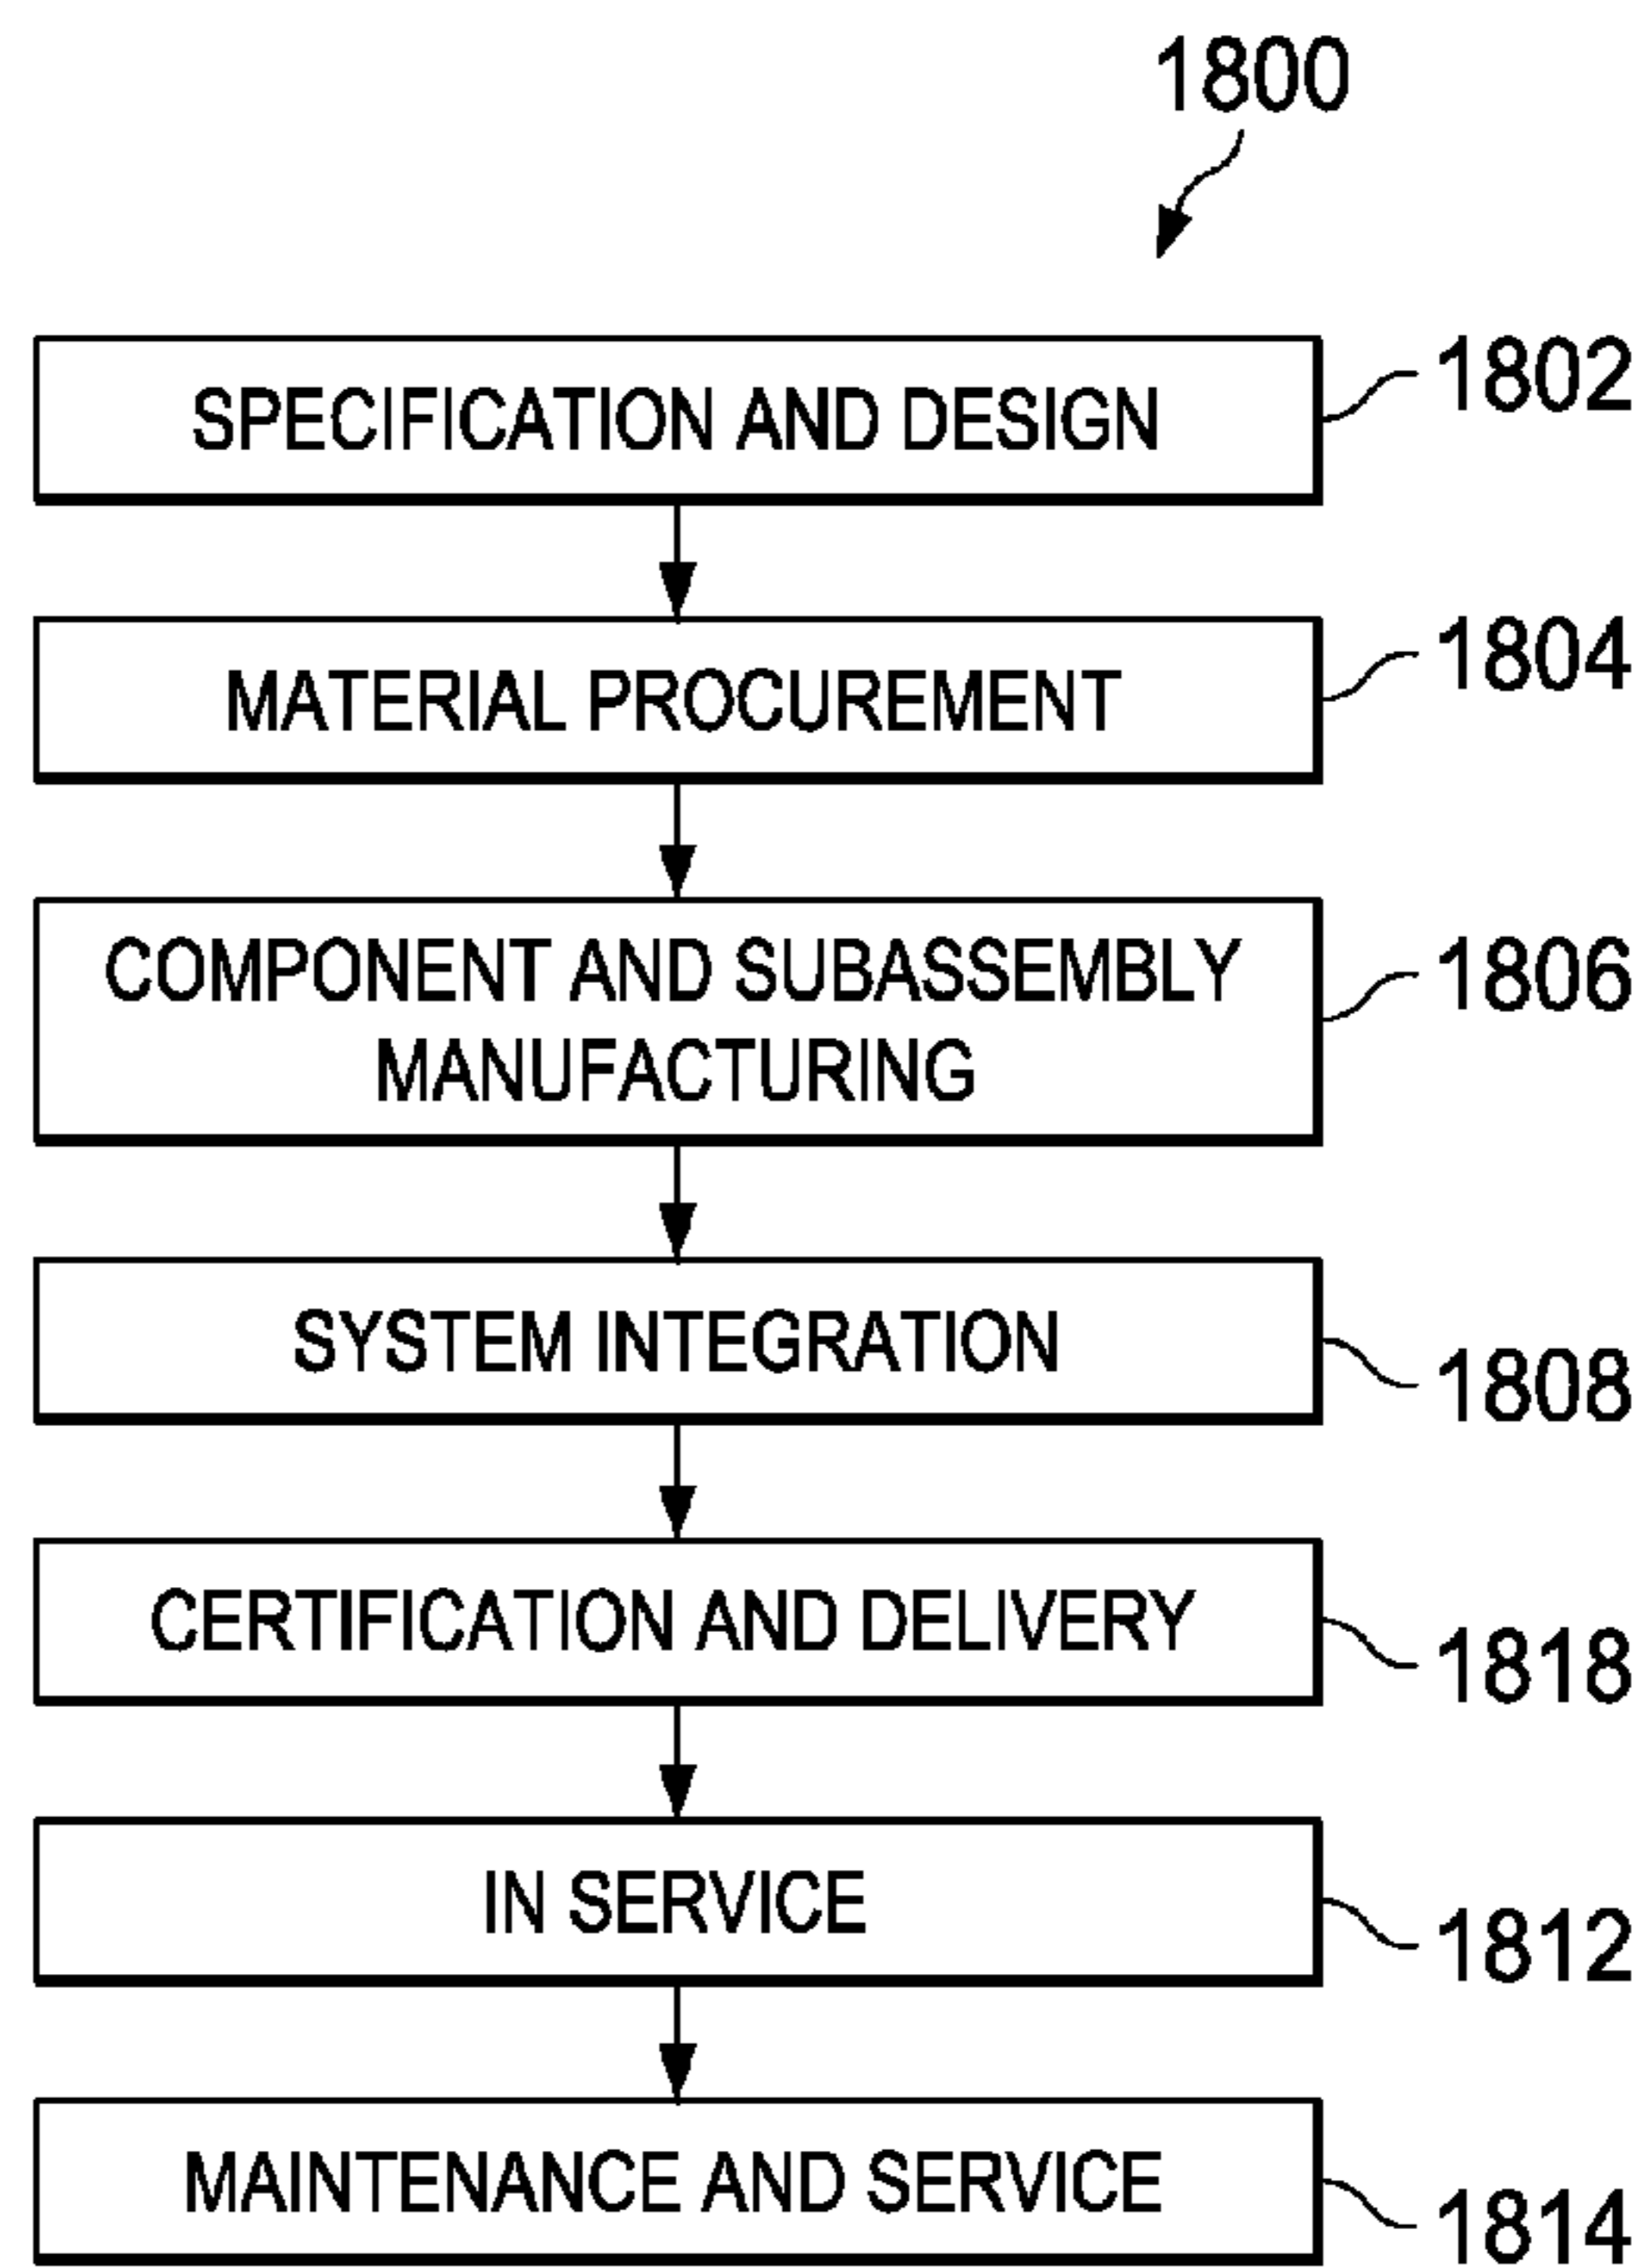 1800
SPECIFICATION AND DESIGN 1802
MATERIAL PROCUREMENT 1804
COMPONENT AND SUBASSEMBLY
MANUFACTURING 1806
SYSTEM INTEGRATION 1808
CERTIFICATION AND DELIVERY 1818
IN SERVICE 1812
MAINTENANCE AND SERVICE 1814